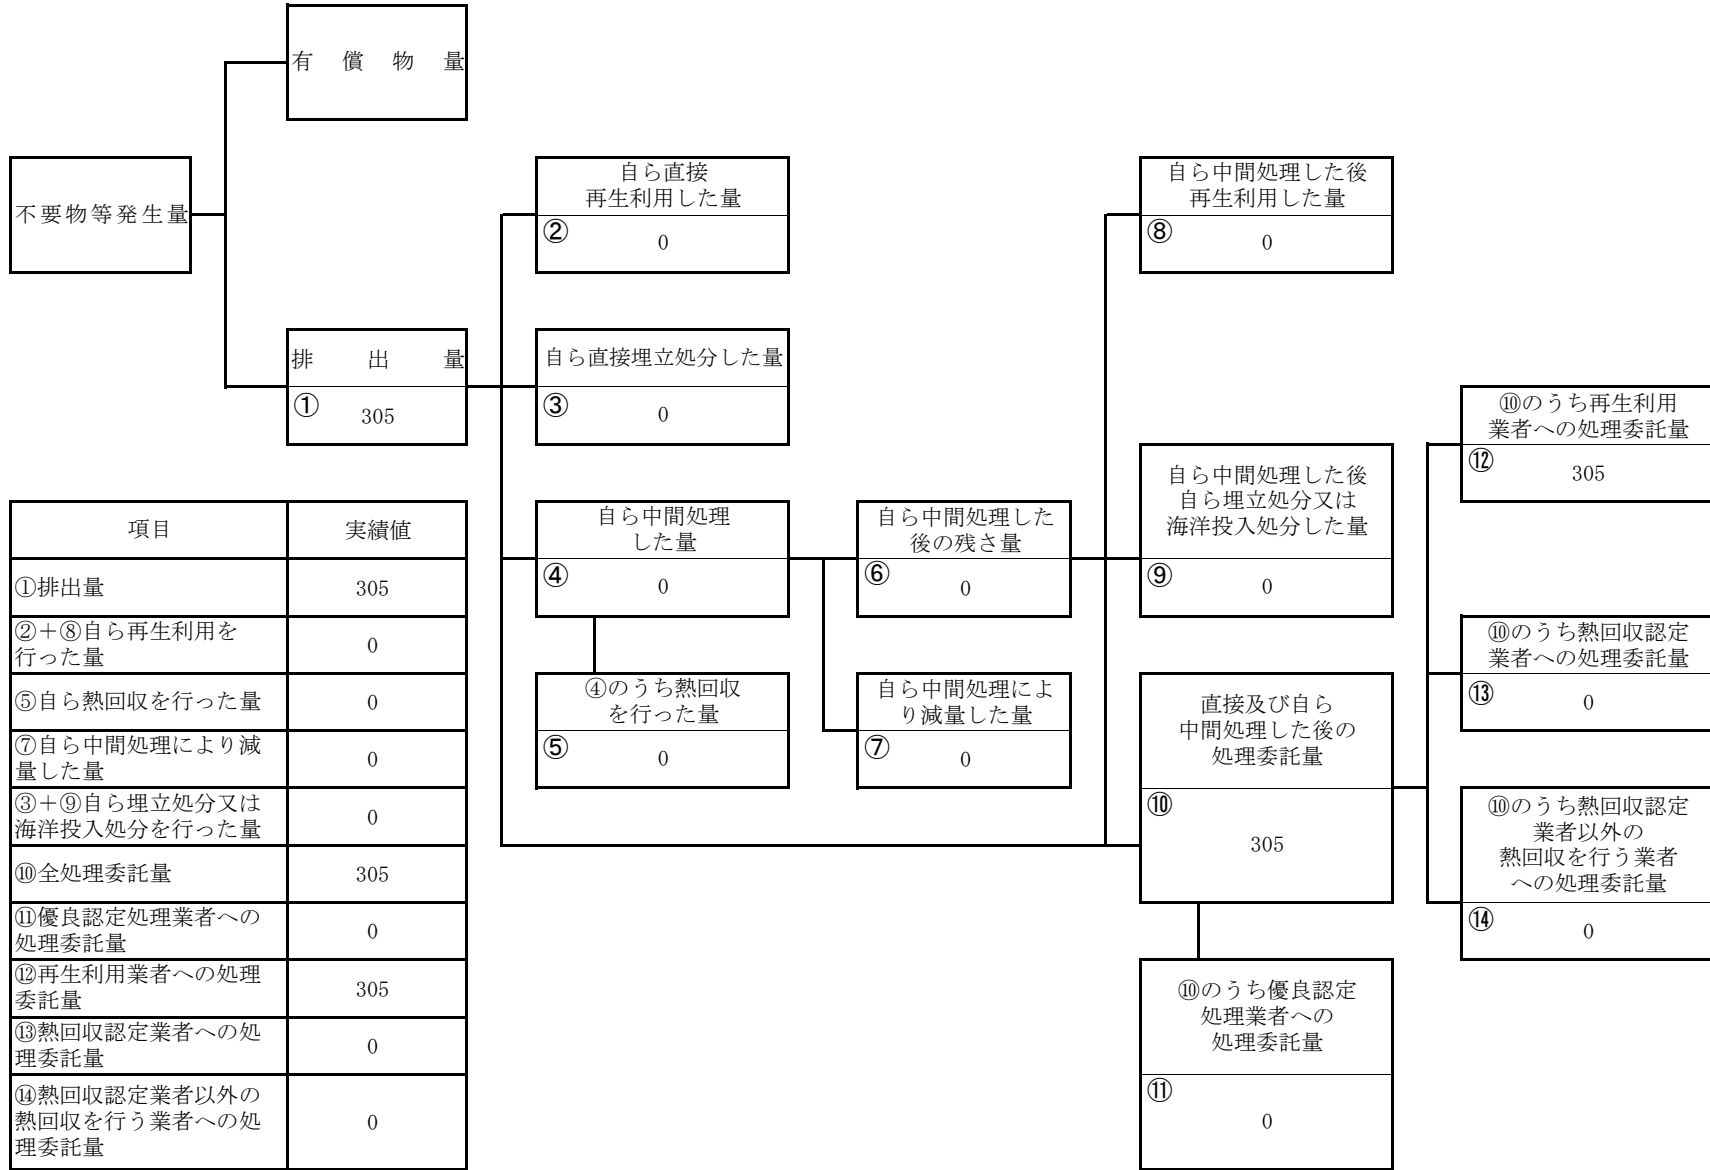 有償物量
不要物等発生量
自ら直接
再生利用した量
②
0
自ら中間処理した後
再生利用した量
⑧
0
排出量
①
305
自ら直接埋立処分した量
③
0
⑩のうち再生利用
業者への処理委託量
⑫
305
自ら中間処理した後
自ら埋立処分又は
海洋投入処分した量
⑨
0
自ら中間処理
した量
④
0
自ら中間処理した
後の残さ量
⑥
0
⑩のうち熱回収認定
業者への処理委託量
⑬
0
④のうち熱回収
を行った量
⑤
0
自ら中間処理によ
り減量した量
⑦
0
直接及び自ら
中間処理した後の
処理委託量
⑩
305
⑩のうち熱回収認定
業者以外の
熱回収を行う業者
への処理委託量
⑭
0
⑩のうち優良認定
処理業者への
処理委託量
⑪
0
項目 実績値
①排出量 305
②＋⑧自ら再生利用を
行った量 0
⑤自ら熱回収を行った量 0
⑦自ら中間処理により減
量した量 0
③＋⑨自ら埋立処分又は
海洋投入処分を行った量 0
⑩全処理委託量 305
⑪優良認定処理業者への
処理委託量 0
⑫再生利用業者への処理
委託量 305
⑬熱回収認定業者への処
理委託量 0
⑭熱回収認定業者以外の
熱回収を行う業者への処 0
理委託量